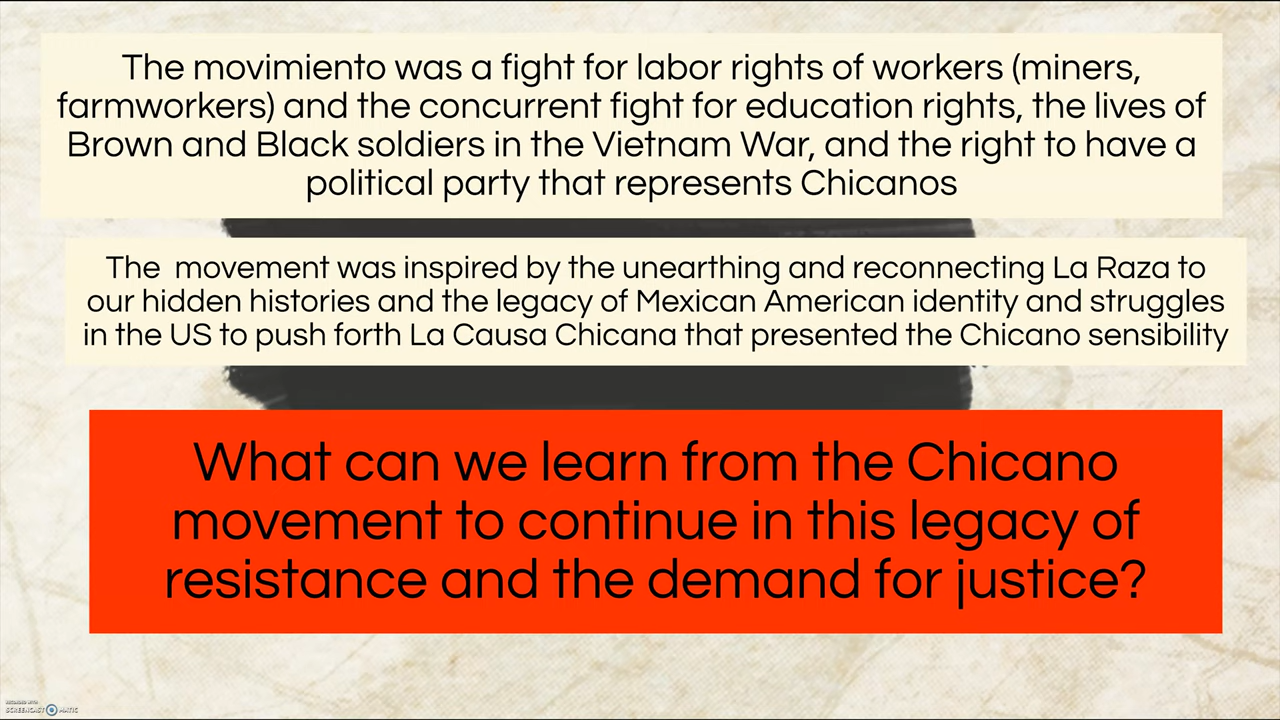 The movimiento was a fight for labor rights of workers (miners,
farmworkers) and the concurrent fight for education rights, the lives of
Brown and Black soldiers in the Vietnam War, and the right to have a
political party that represents Chicanos
The  movement was inspired by the unearthing and reconnecting La Raza to
our hidden histories and the legacy of Mexican American identity and struggles
in the US to push forth La Causa Chicana that presented the Chicano sensibility
What can we learn from the Chicano
movement to continue in this legacy of
resistance and the demand for justice?
RECORDED WITH
SCREENCAST MATIC